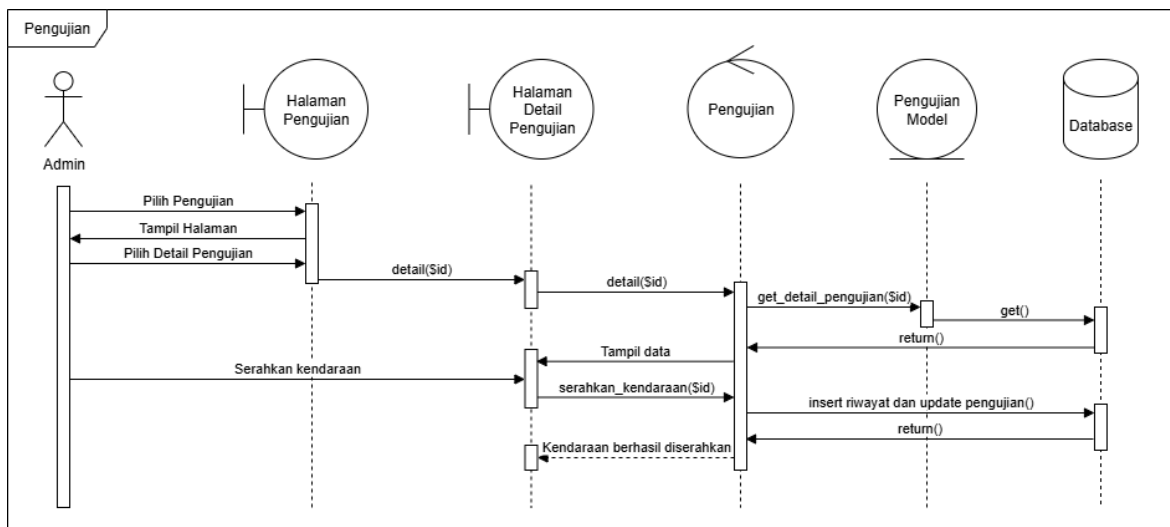 Pengujian
Halaman
Pengujian
Halaman
Detail
Pengujian
Pengujian
Pengujian
Model
Database
Admin
Pilih Pengujian
Tampil Halaman
Pilih Detail Pengujian
detail($id)
detail($id)
get_detail_pengujian($id)
get()
return()
Tampil data
Serahkan kendaraan
serahkan_kendaraan($id)
insert riwayat dan update pengujian()
return()
Kendaraan berhasil diserahkan